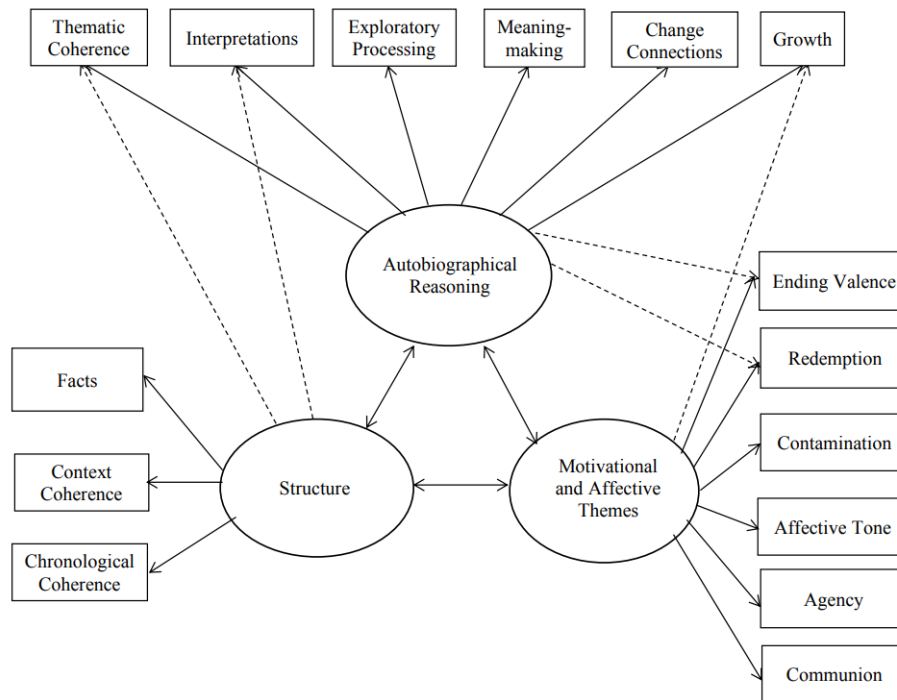 Thematic
Coherence
Interpretations
Exploratory
Processing
Meaning-
making
Change
Connections
Growth
Autobiographical
Reasoning
Ending Valence
Redemption
Facts
Contamination
Context
Coherence
Structure
Motivational
and Affective
Themes
Affective Tone
Chronological
Coherence
Agency
Communion